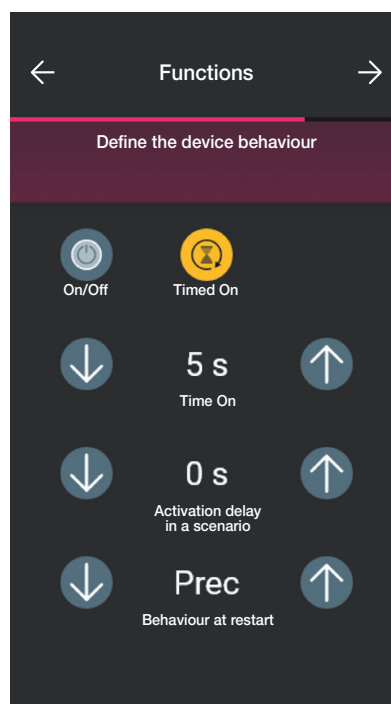 Functions
Define the device behaviour
On/Off
Timed On
5 s
Time On
0 s
Activation delay
in a scenario
Prec
Behaviour at restart